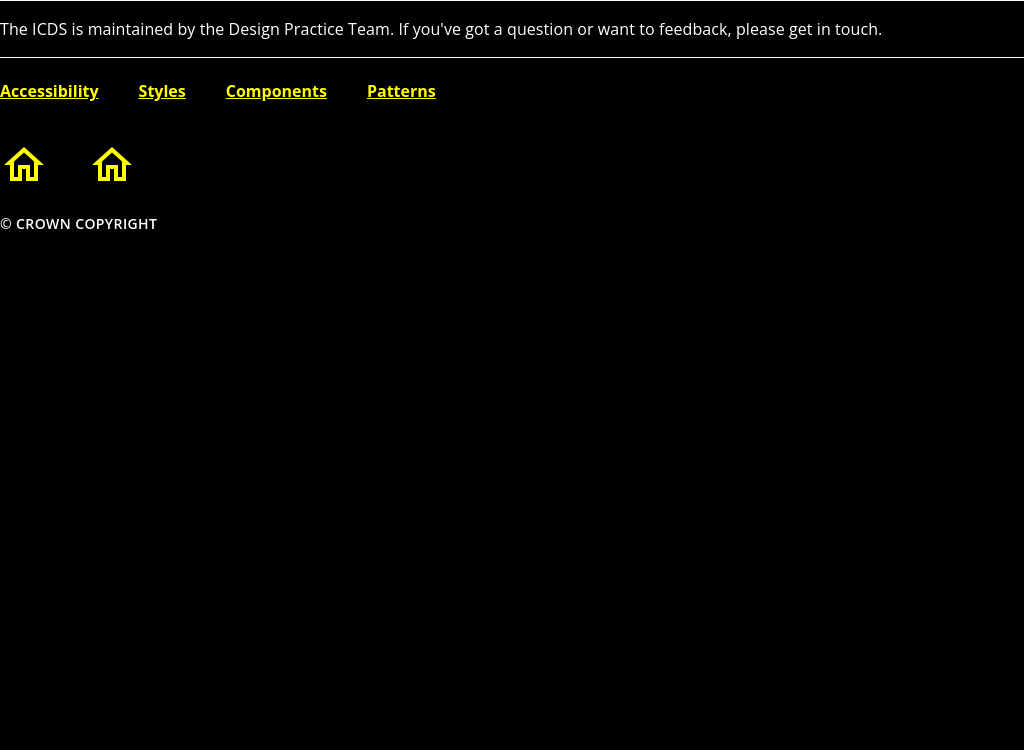 The ICDS is maintained by the Design Practice Team. If you've got a question or want to feedback, please get in touch.
Accessibility Styles Components Patterns
© CROWN COPYRIGHT